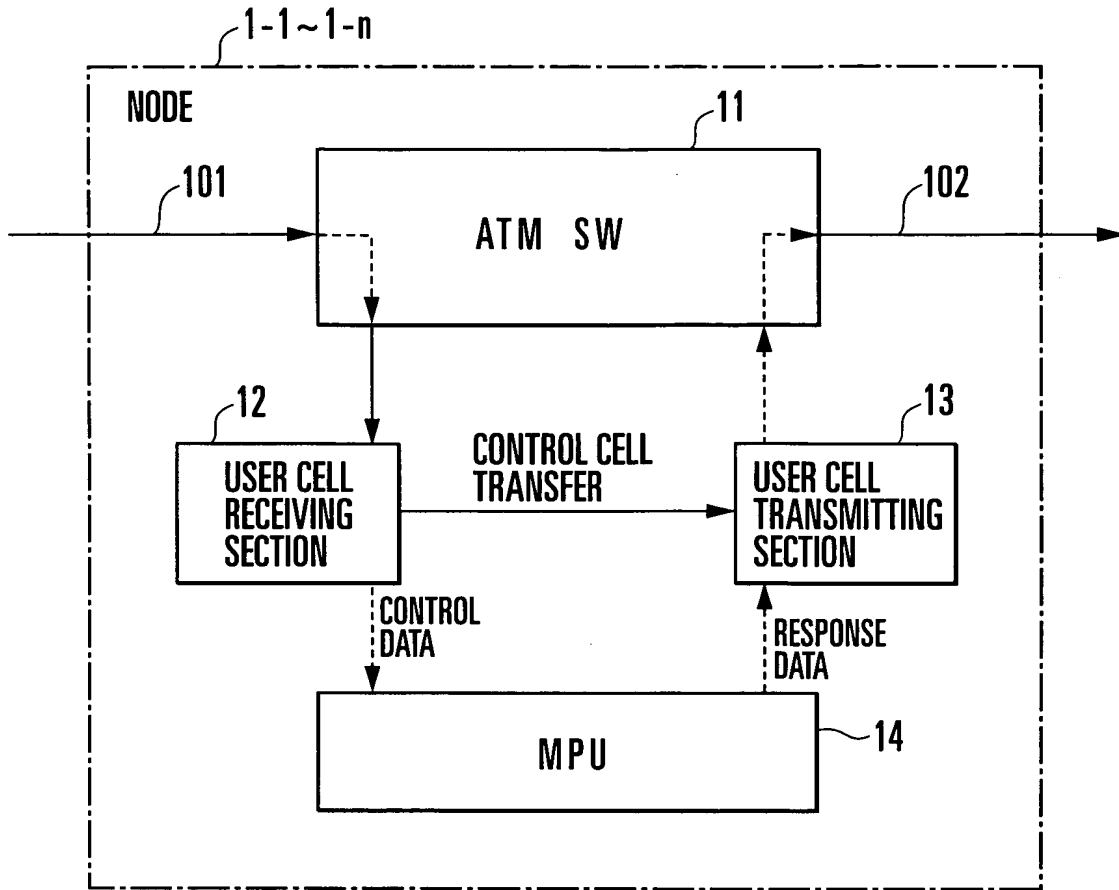 1-1~1-n
NODE
11
101
102
ATM SW
12
13
USER CELL
RECEIVING
SECTION
CONTROL CELL
TRANSFER
USER CELL
TRANSMITTING
SECTION
CONTROL
DATA
RESPONSE
DATA
MPU
14